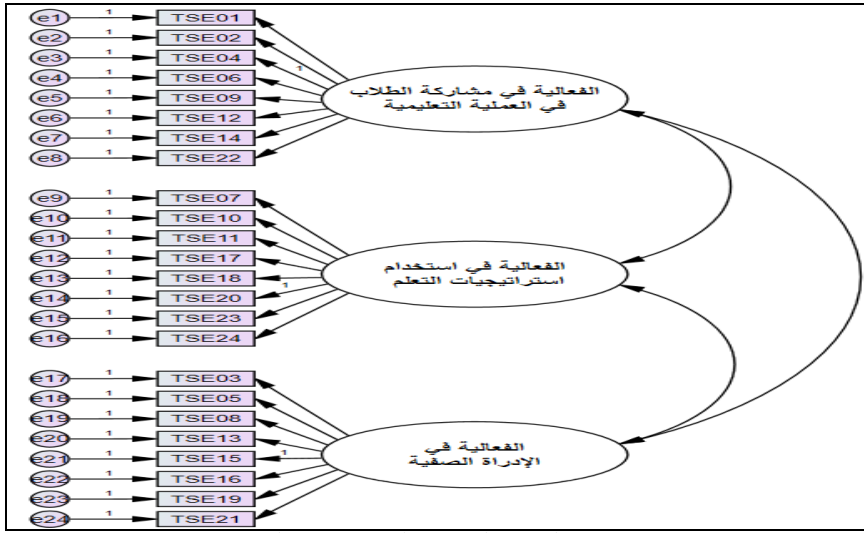 e1 1 TSE01
e2 1 TSE02
e3 1 TSE04
1
e4 1 TSE06
e5 1 TSE09
e6 1 TSE12
e7 1 TSE14
e8 1 TSE22
الفعالية في مشاركة الطلاب
في العملية التعليمية
e9 1 TSE07
e10 1 TSE10
e11 1 TSE11
e12 1 TSE17
e13 1 TSE18
1
e14 1 TSE20
e15 1 TSE23
e16 1 TSE24
الفعالية في استخدام
استراتيجيات التعلم
e17 1 TSE03
e18 1 TSE05
e19 1 TSE08
e20 1 TSE13
e21 1 TSE15 1
e22 1 TSE16
e23 1 TSE19
e24 1 TSE21
الفعالية في
الإدراة الصفية